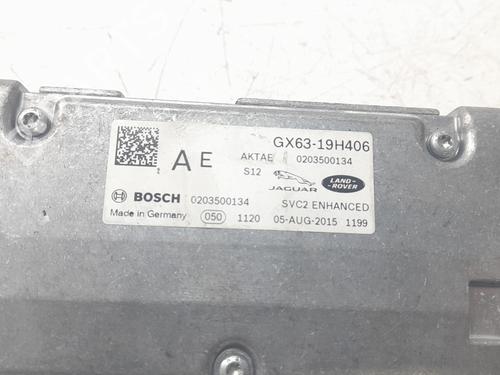 GX63-19H406
A E AKTAE 0203500134
S12 JAGUAR LAND- ROVER
BOSCH 0203500134 SVC2 ENHANCED
Made in Germany 050 1120 05-AUG-2015 1199